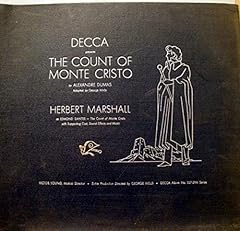 DECCA
presents
THE COUNT OF
MONTE CRISTO
by ALEXANDRE DUMAS
Adapted by George Wells
HERBERT MARSHALL
as EDMOND DANTES - The Count of Monte Cristo
with Supporting Cast, Sound Effects and Music
VICTOR YOUNG, Musical Director • Entire Production Directed by GEORGE WELLS • DECCA Album No.